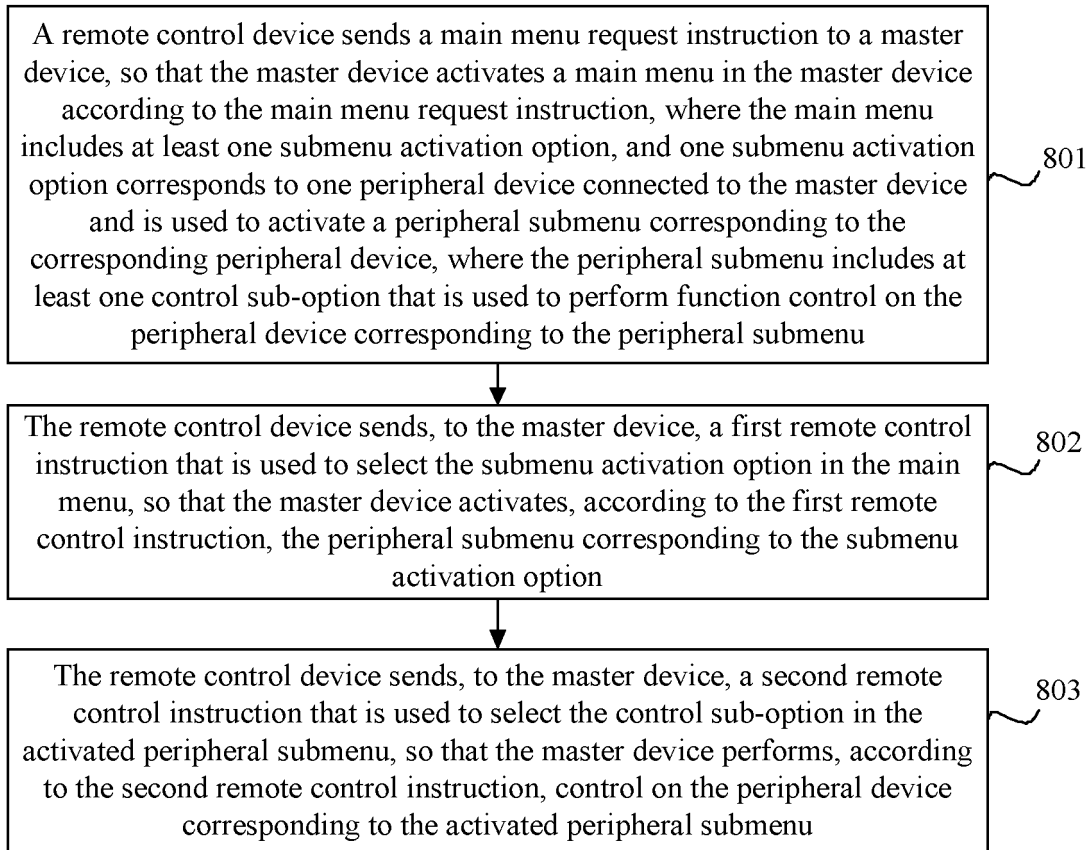 A remote control device sends a main menu request instruction to a master
device, so that the master device activates a main menu in the master device
according to the main menu request instruction, where the main menu
includes at least one submenu activation option, and one submenu activation
option corresponds to one peripheral device connected to the master device
and is used to activate a peripheral submenu corresponding to the
corresponding peripheral device, where the peripheral submenu includes at
least one control sub-option that is used to perform function control on the
peripheral device corresponding to the peripheral submenu
801
The remote control device sends, to the master device, a first remote control
instruction that is used to select the submenu activation option in the main
menu, so that the master device activates, according to the first remote
control instruction, the peripheral submenu corresponding to the submenu
activation option
802
The remote control device sends, to the master device, a second remote
control instruction that is used to select the control sub-option in the
activated peripheral submenu, so that the master device performs, according
to the second remote control instruction, control on the peripheral device
corresponding to the activated peripheral submenu
803